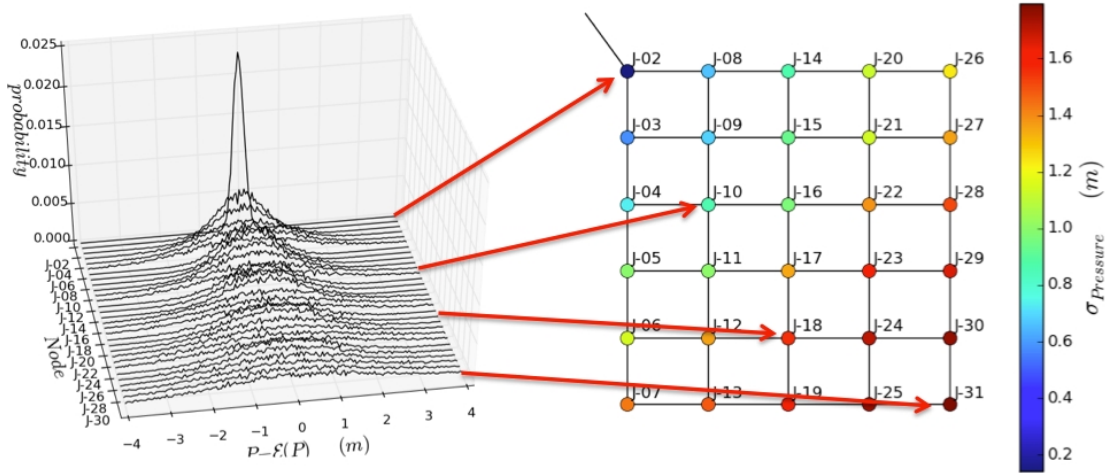 0.025
0.020
0.015
0.010
0.005
0.000
probability
J-02
J-04
J-06
J-08
J-10
J-12
J-14
J-16
J-18
J-20
J-22
J-24
J-26
J-28
J-30
Node
−4
−3
−2
−1
0
1
2
3
4
P−ℰ(P) (m)
J-02 J-08 J-14 J-20 J-26
J-03 J-09 J-15 J-21 J-27
J-04 J-10 J-16 J-22 J-28
J-05 J-11 J-17 J-23 J-29
J-06 J-12 J-18 J-24 J-30
J-07 J-13 J-19 J-25 J-31
1.6
1.4
1.2
1.0
0.8
0.6
0.4
0.2
σPressure (m)